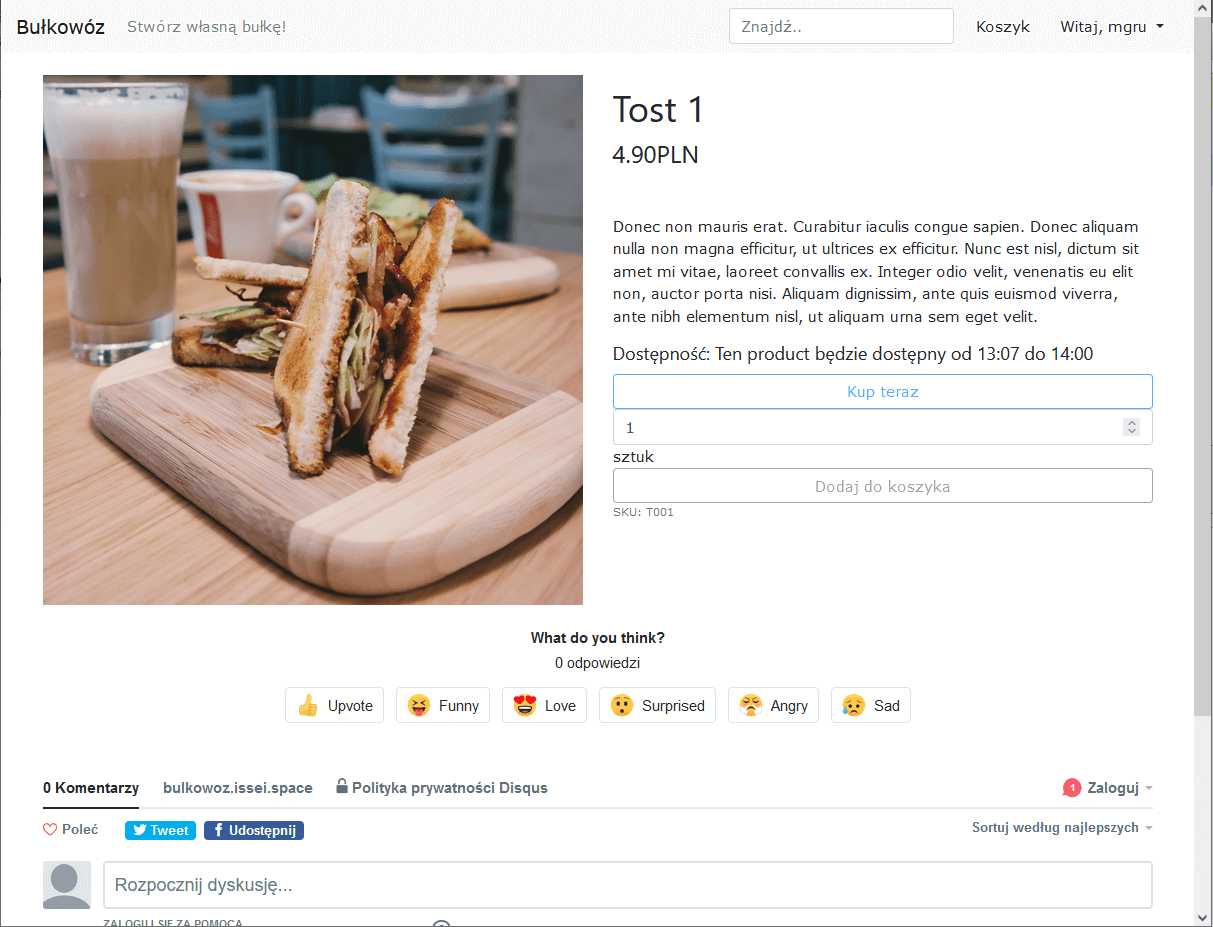 Bułkowóz Stwórz własną bułkę! Znajdź.. Koszyk Witaj, mgru
Tost 1
4.90PLN
Donec non mauris erat. Curabitur iaculis congue sapien. Donec aliquam
nulla non magna efficitur, ut ultrices ex efficitur. Nunc est nisl, dictum sit
amet mi vitae, laoreet convallis ex. Integer odio velit, venenatis eu elit
non, auctor porta nisi. Aliquam dignissim, ante quis euismod viverra,
ante nibh elementum nisl, ut aliquam urna sem eget velit.
Dostępność: Ten product będzie dostępny od 13:07 do 14:00
Kup teraz
1
sztuk
Dodaj do koszyka
SKU: T001
What do you think?
0 odpowiedzi
Upvote Funny Love Surprised Angry Sad
0 Komentarzy bulkowoz.issei.space Polityka prywatności Disqus 1 Zaloguj
Poleć Tweet Udostępnij Sortuj według najlepszych
Rozpocznij dyskusję...
ZALOGUJ SIĘ ZA POMOCĄ